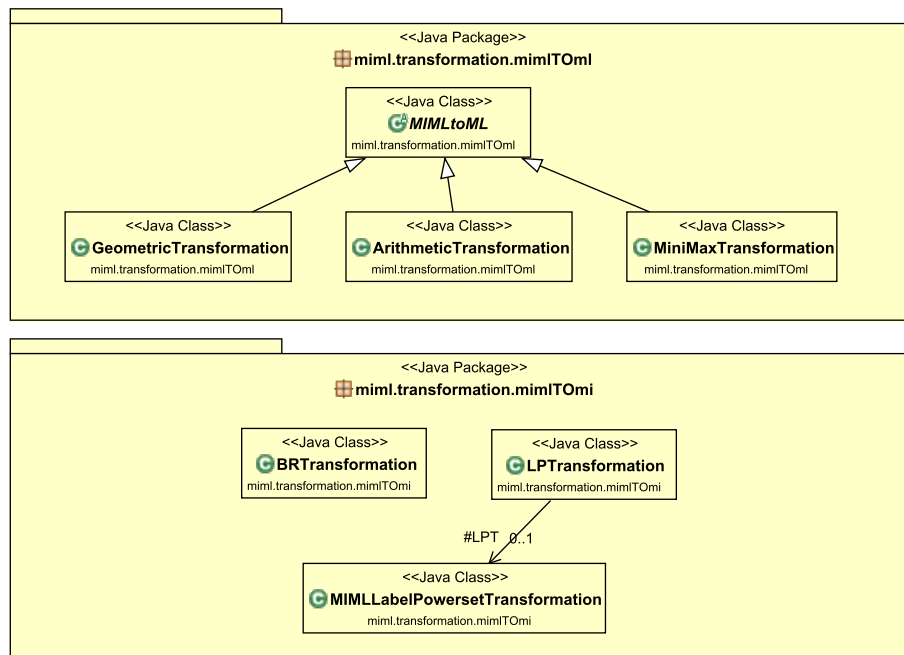 <<Java Package>>
miml.transformation.mimlTOml
<<Java Class>>
MIMLtoML
miml.transformation.mimlTOml
<<Java Class>>
GeometricTransformation
miml.transformation.mimlTOml
<<Java Class>>
ArithmeticTransformation
miml.transformation.mimlTOml
<<Java Class>>
MiniMaxTransformation
miml.transformation.mimlTOml
<<Java Package>>
miml.transformation.mimlTOmi
<<Java Class>>
BRTransformation
miml.transformation.mimlTOmi
<<Java Class>>
LPTransformation
miml.transformation.mimlTOmi
#LPT 0..1
<<Java Class>>
MIMLLabelPowersetTransformation
miml.transformation.mimlTOmi